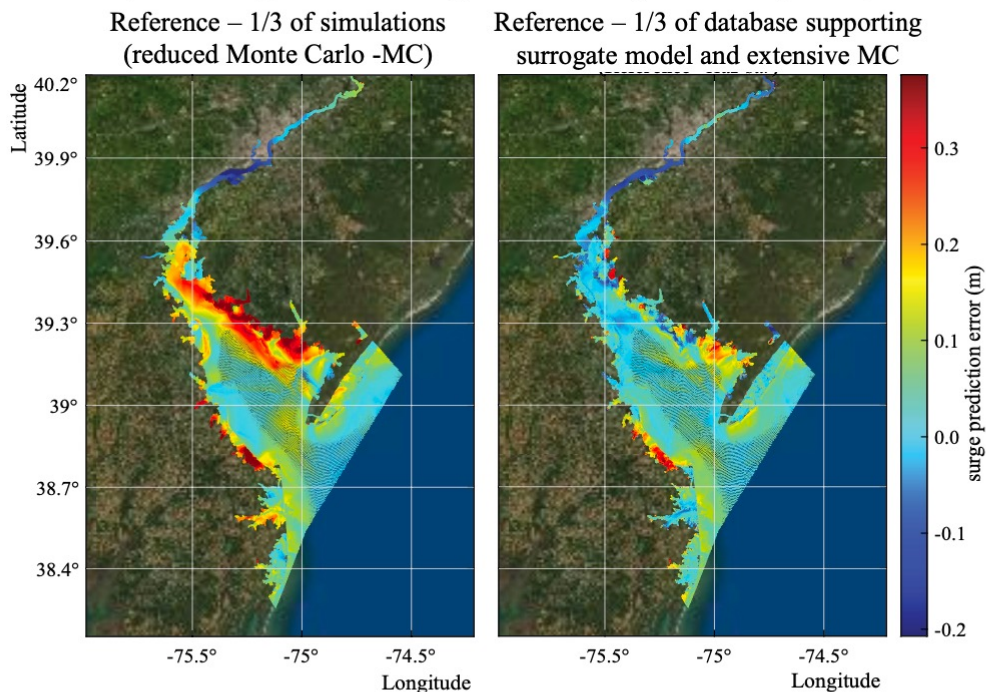 Reference – 1/3 of simulations
(reduced Monte Carlo -MC)
Reference – 1/3 of database supporting
surrogate model and extensive MC
Latitude
40.2°
39.9°
39.6°
39.3°
39°
38.7°
38.4°
-75.5°
-75°
-74.5°
Longitude
-75.5°
-75°
-74.5°
Longitude
0.3
0.2
0.1
0.0
-0.1
-0.2
surge prediction error (m)